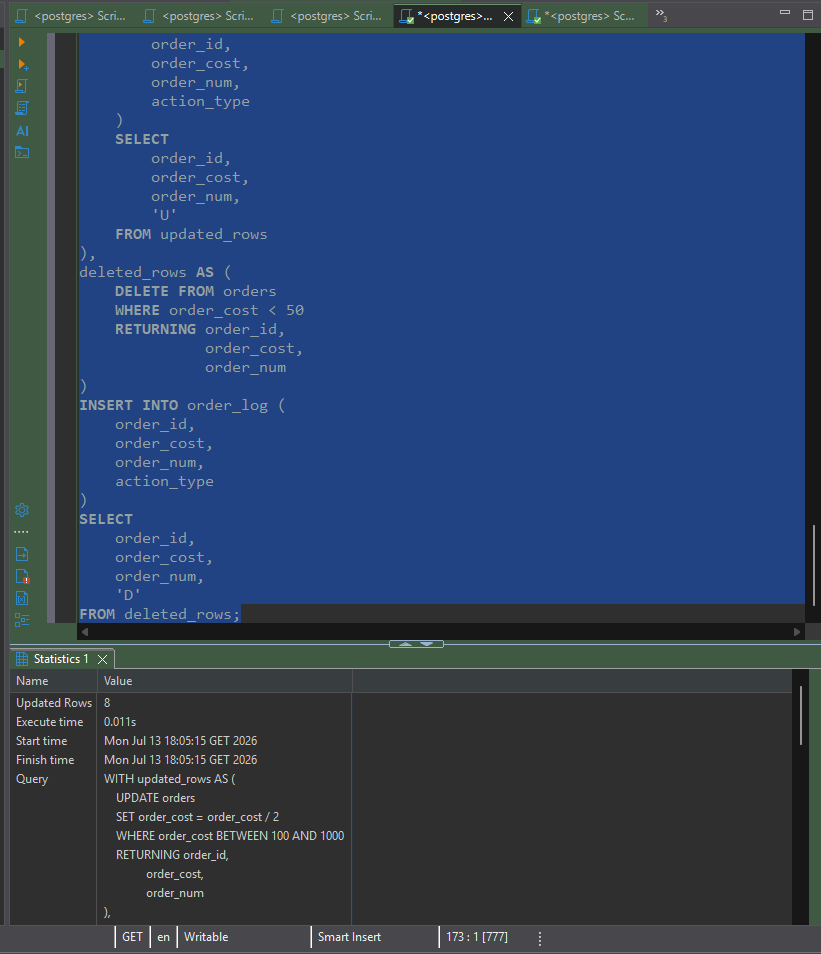 <postgres> Scri...
<postgres> Scri...
<postgres> Scri...
*<postgres>...
*<postgres> Sc...
»3
AI
order_id,
order_cost,
order_num,
action_type
)
SELECT
order_id,
order_cost,
order_num,
'U'
FROM updated_rows
),
deleted_rows AS (
DELETE FROM orders
WHERE order_cost < 50
RETURNING order_id,
order_cost,
order_num
)
INSERT INTO order_log (
order_id,
order_cost,
order_num,
action_type
)
SELECT
order_id,
order_cost,
order_num,
'D'
FROM deleted_rows;
Statistics 1
Name Value
Updated Rows 8
Execute time 0.011s
Start time Mon Jul 13 18:05:15 GET 2026
Finish time Mon Jul 13 18:05:15 GET 2026
Query WITH updated_rows AS (
UPDATE orders
SET order_cost = order_cost / 2
WHERE order_cost BETWEEN 100 AND 1000
RETURNING order_id,
order_cost,
order_num
),
GET en Writable Smart Insert 173 : 1 [777]